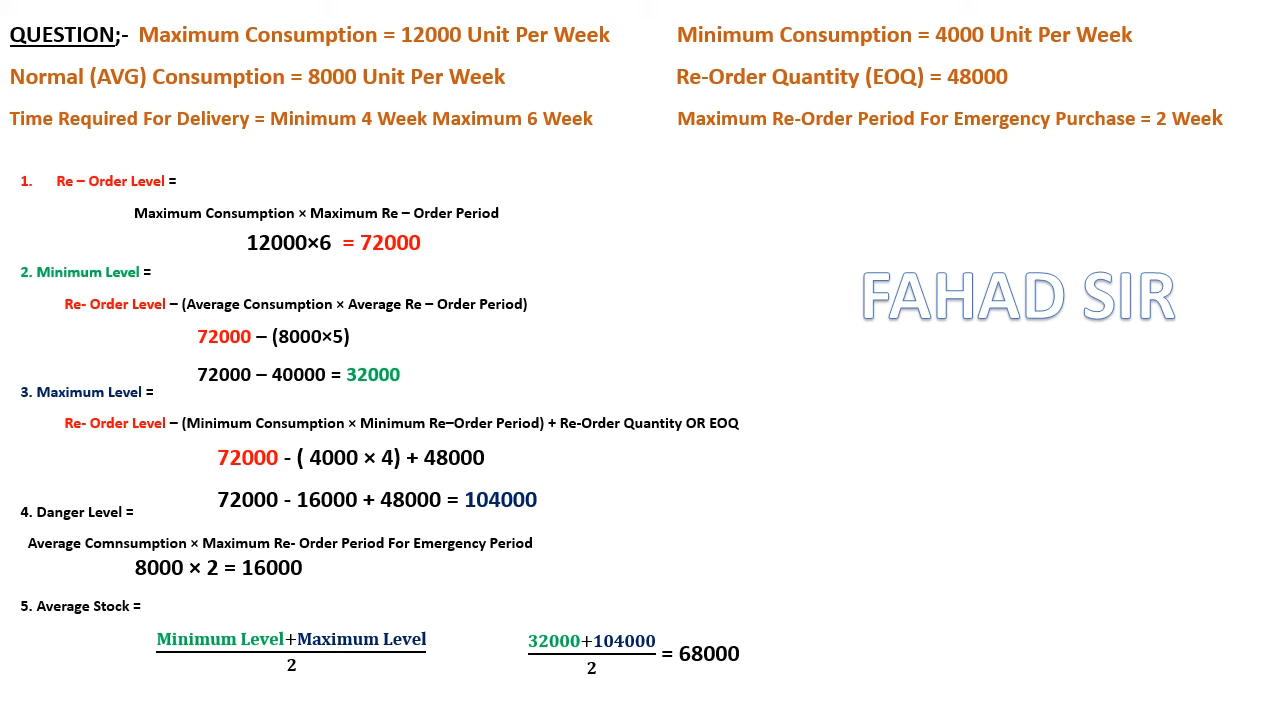 QUESTION;- Maximum Consumption = 12000 Unit Per Week
Minimum Consumption = 4000 Unit Per Week
Normal (AVG) Consumption = 8000 Unit Per Week
Re-Order Quantity (EOQ) = 48000
Time Required For Delivery = Minimum 4 Week Maximum 6 Week
Maximum Re-Order Period For Emergency Purchase = 2 Week
1. Re – Order Level =
Maximum Consumption × Maximum Re – Order Period
12000×6 = 72000
2. Minimum Level =
FAHAD SIR
Re- Order Level – (Average Consumption × Average Re – Order Period)
72000 – (8000×5)
72000 – 40000 = 32000
3. Maximum Level =
Re- Order Level – (Minimum Consumption × Minimum Re–Order Period) + Re-Order Quantity OR EOQ
72000 - ( 4000 × 4) + 48000
72000 - 16000 + 48000 = 104000
4. Danger Level =
Average Comnsumption × Maximum Re- Order Period For Emergency Period
8000 × 2 = 16000
5. Average Stock =
Minimum Level+Maximum Level
2
32000+104000
2
= 68000